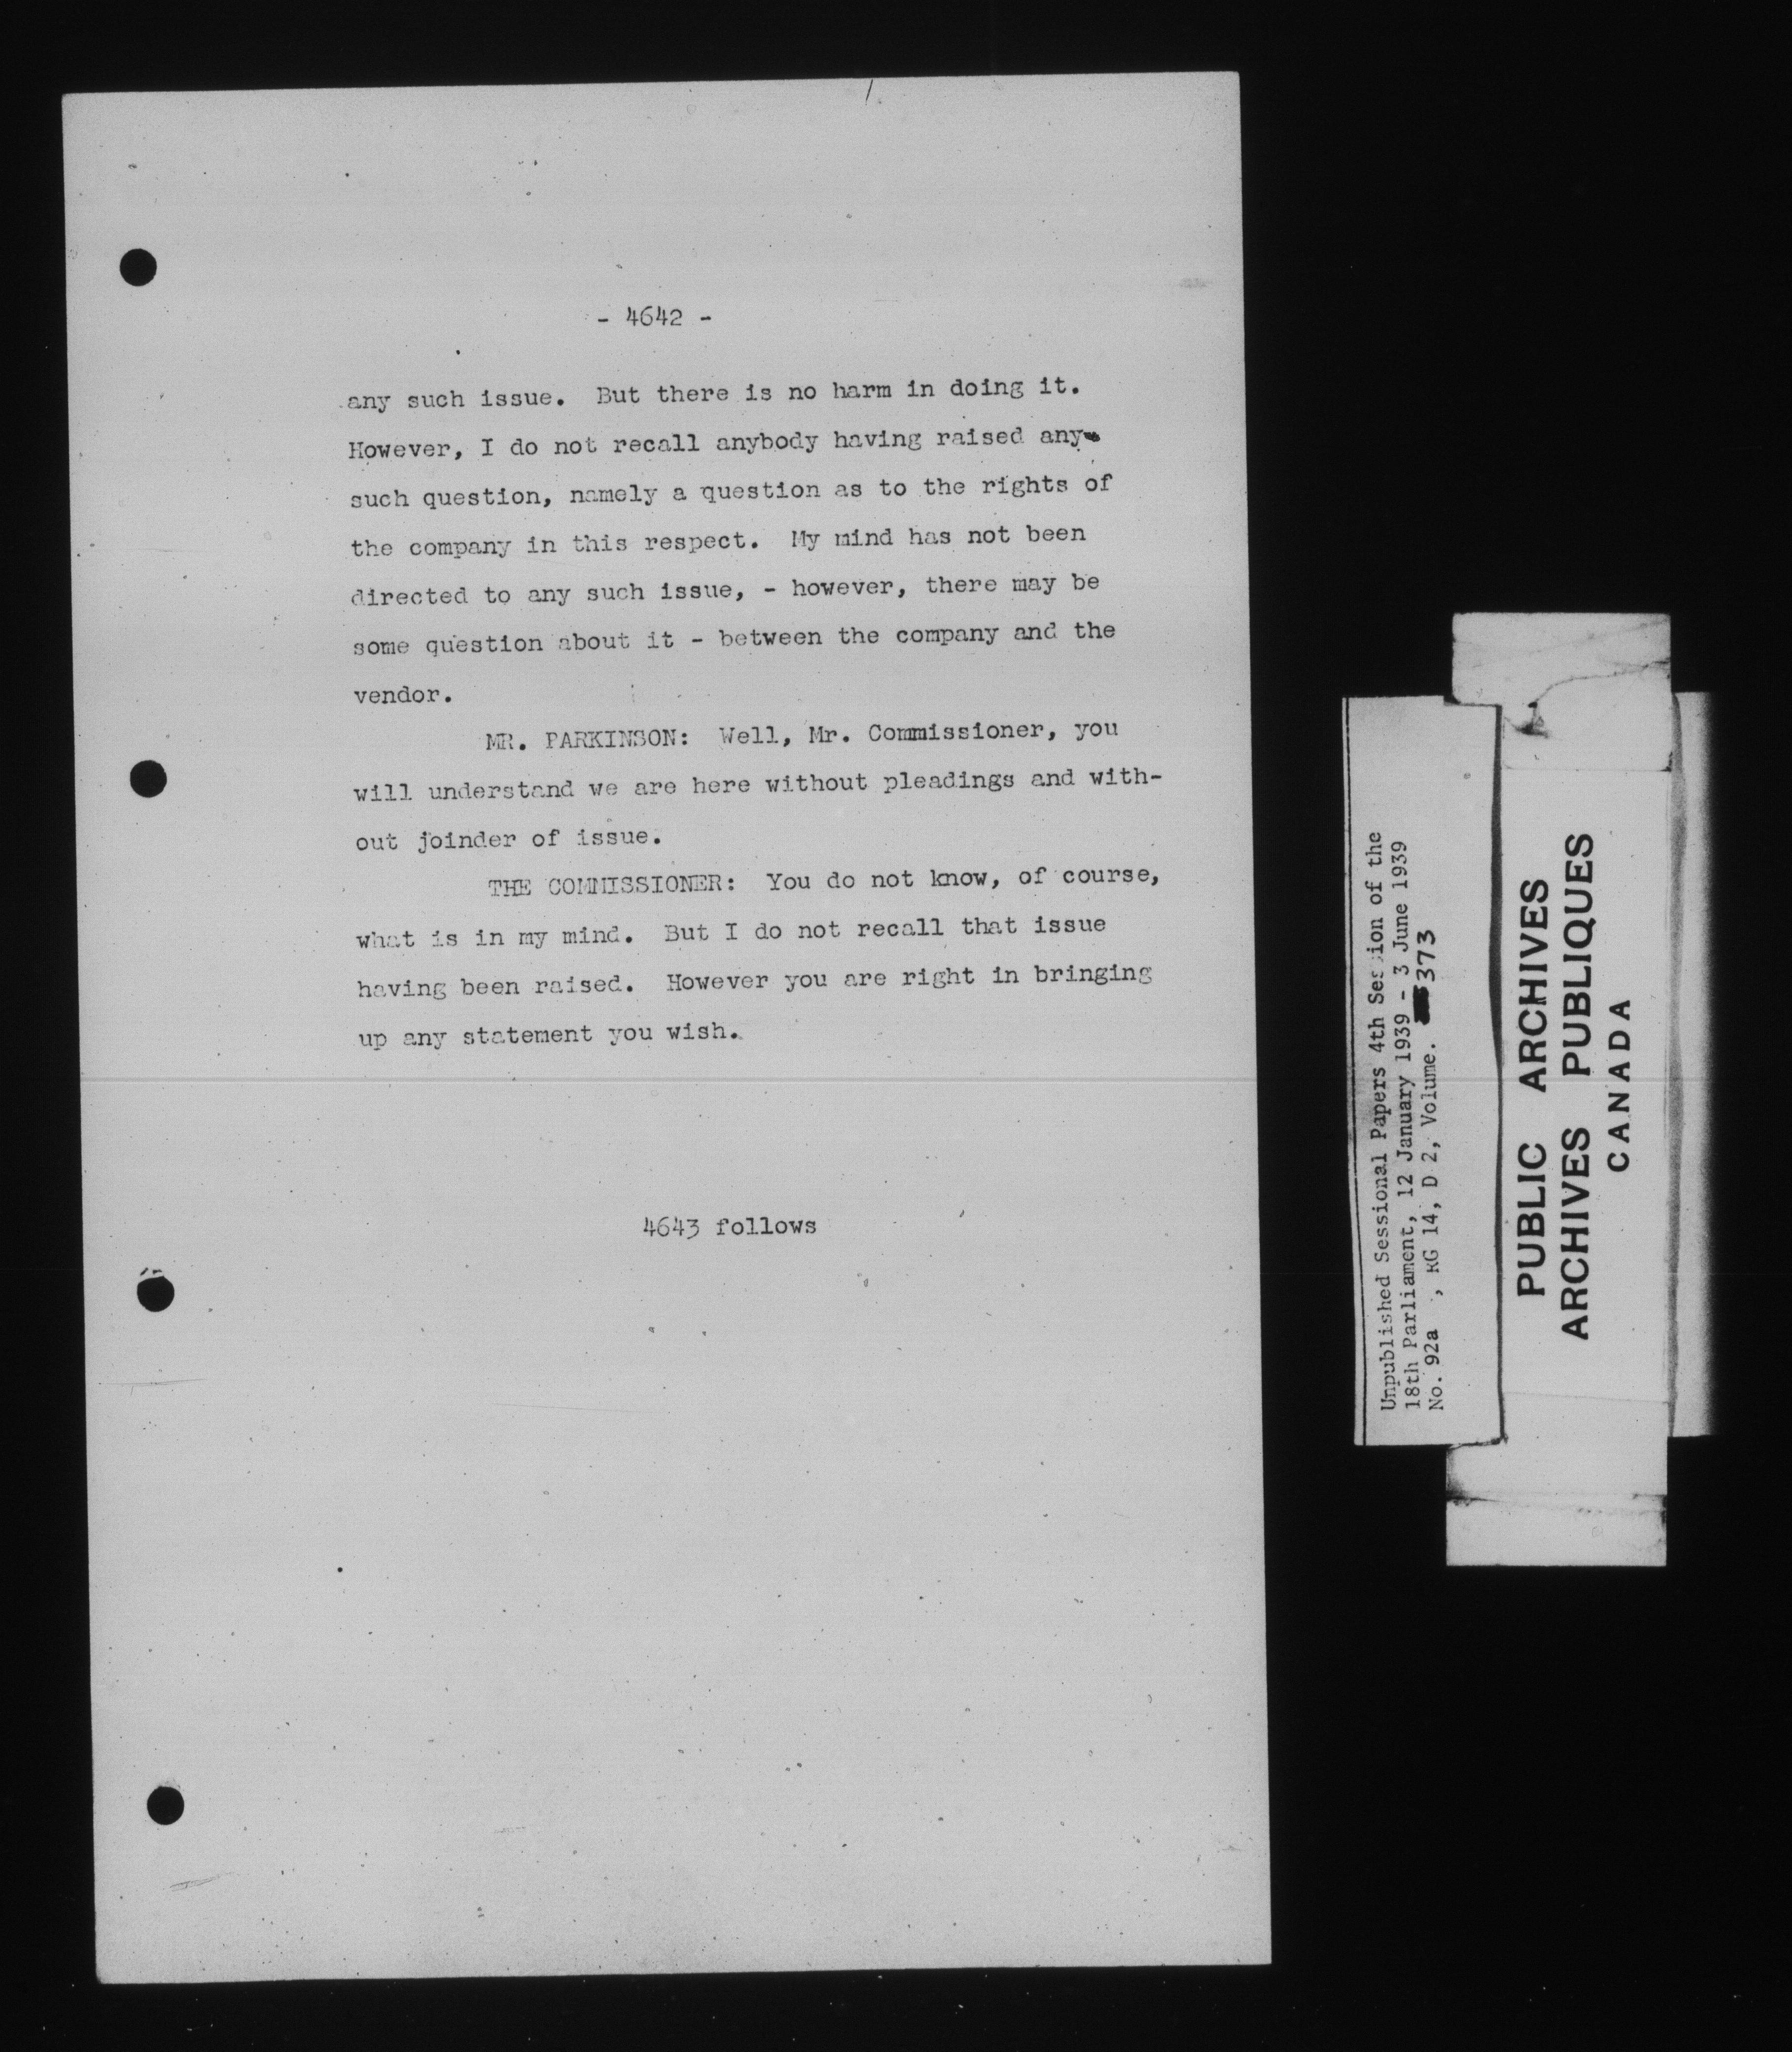 - 4642 -
any such issue. But there is no harm in doing it.
However, I do not recall anybody having raised any
such question, namely a question as to the rights of
the company in this respect. My mind has not been
directed to any such issue, - however, there may be
some question about it - between the company and the
vendor.
MR. PARKINSON: Well, Mr. Commissioner, you
will understand we are here without pleadings and with-
out joinder of issue.
THE COMMISSIONER: You do not know, of course,
what is in my mind. But I do not recall that issue
having been raised. However you are right in bringing
up any statement you wish.
4643 follows
Unpublished Sessional Papers 4th Session of the
18th Parliament, 12 January 1939 - 3 June 1939
No. 92a , RG 14, D 2, Volume. 373
PUBLIC ARCHIVES
ARCHIVES PUBLIQUES
CANADA